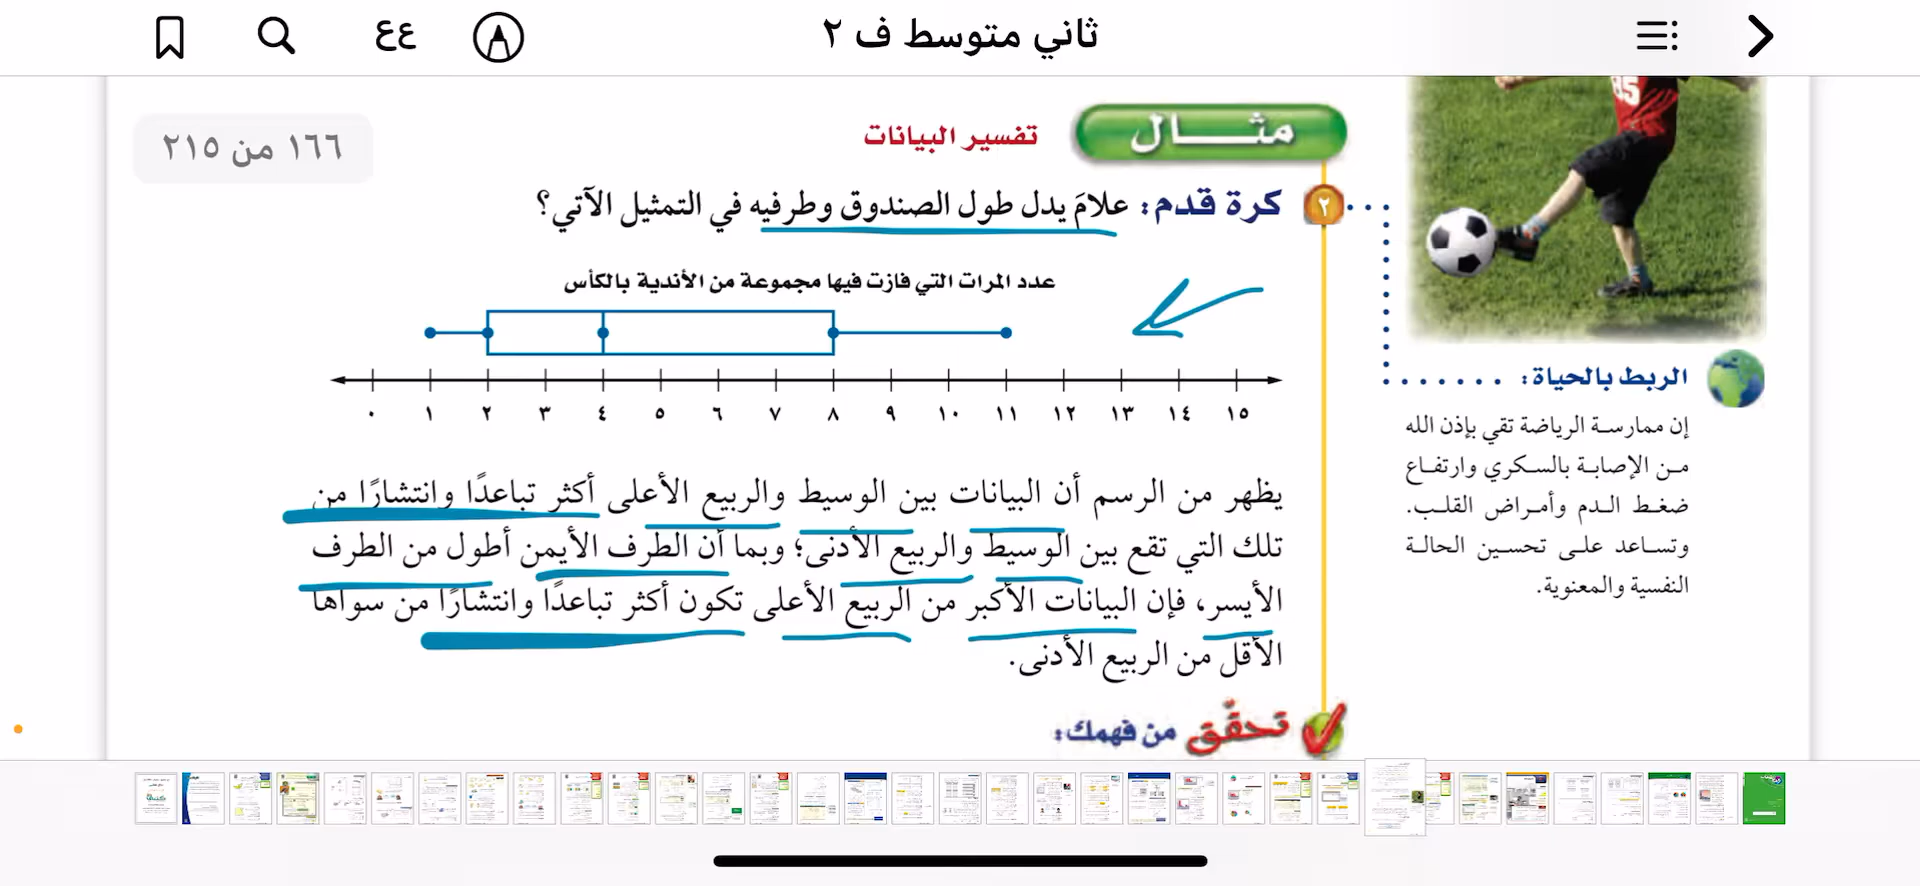 ثاني متوسط ف ٢
عع
١٦٦ من ٢١٥
مثال
تفسير البيانات
٢
كرة قدم: علامَ يدل طول الصندوق وطرفيه في التمثيل الآتي؟
عدد المرات التي فازت فيها مجموعة من الأندية بالكأس
٠ ١ ٢ ٣ ٤ ٥ ٦ ٧ ٨ ٩ ١٠ ١١ ١٢ ١٣ ١٤ ١٥
يظهر من الرسم أن البيانات بين الوسيط والربيع الأعلى أكثر تباعدًا وانتشارًا من
تلك التي تقع بين الوسيط والربيع الأدنى؛ وبما أن الطرف الأيمن أطول من الطرف
الأيسر، فإن البيانات الأكبر من الربيع الأعلى تكون أكثر تباعدًا وانتشارًا من سواها
الأقل من الربيع الأدنى.
تحقّق من فهمك:
85
الربط بالحياة:
إن ممارسة الرياضة تقي بإذن الله
من الإصابة بالسكري وارتفاع
ضغط الدم وأمراض القلب.
وتساعد على تحسين الحالة
النفسية والمعنوية.